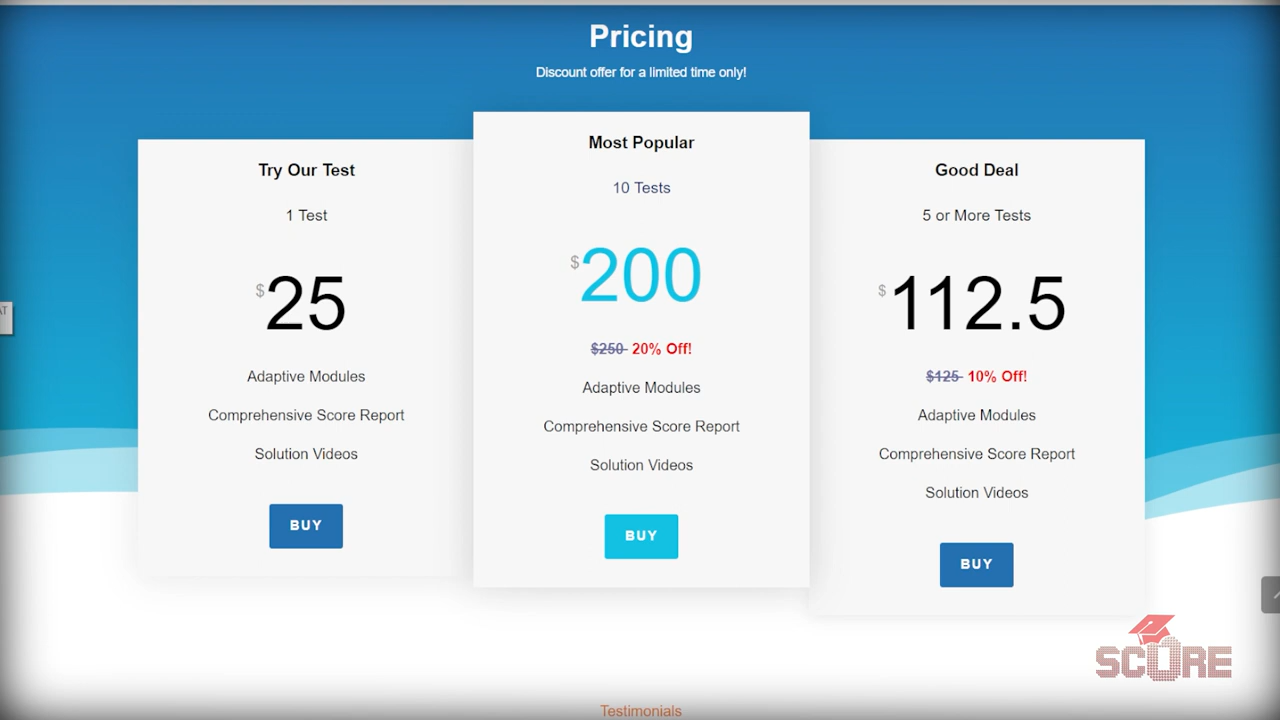 Pricing
Discount offer for a limited time only!
Try Our Test
1 Test
$25
Adaptive Modules
Comprehensive Score Report
Solution Videos
BUY
Most Popular
10 Tests
$200
$250 20% Off!
Adaptive Modules
Comprehensive Score Report
Solution Videos
BUY
Good Deal
5 or More Tests
$112.5
$125 10% Off!
Adaptive Modules
Comprehensive Score Report
Solution Videos
BUY
AT
SCORE
Testimonials